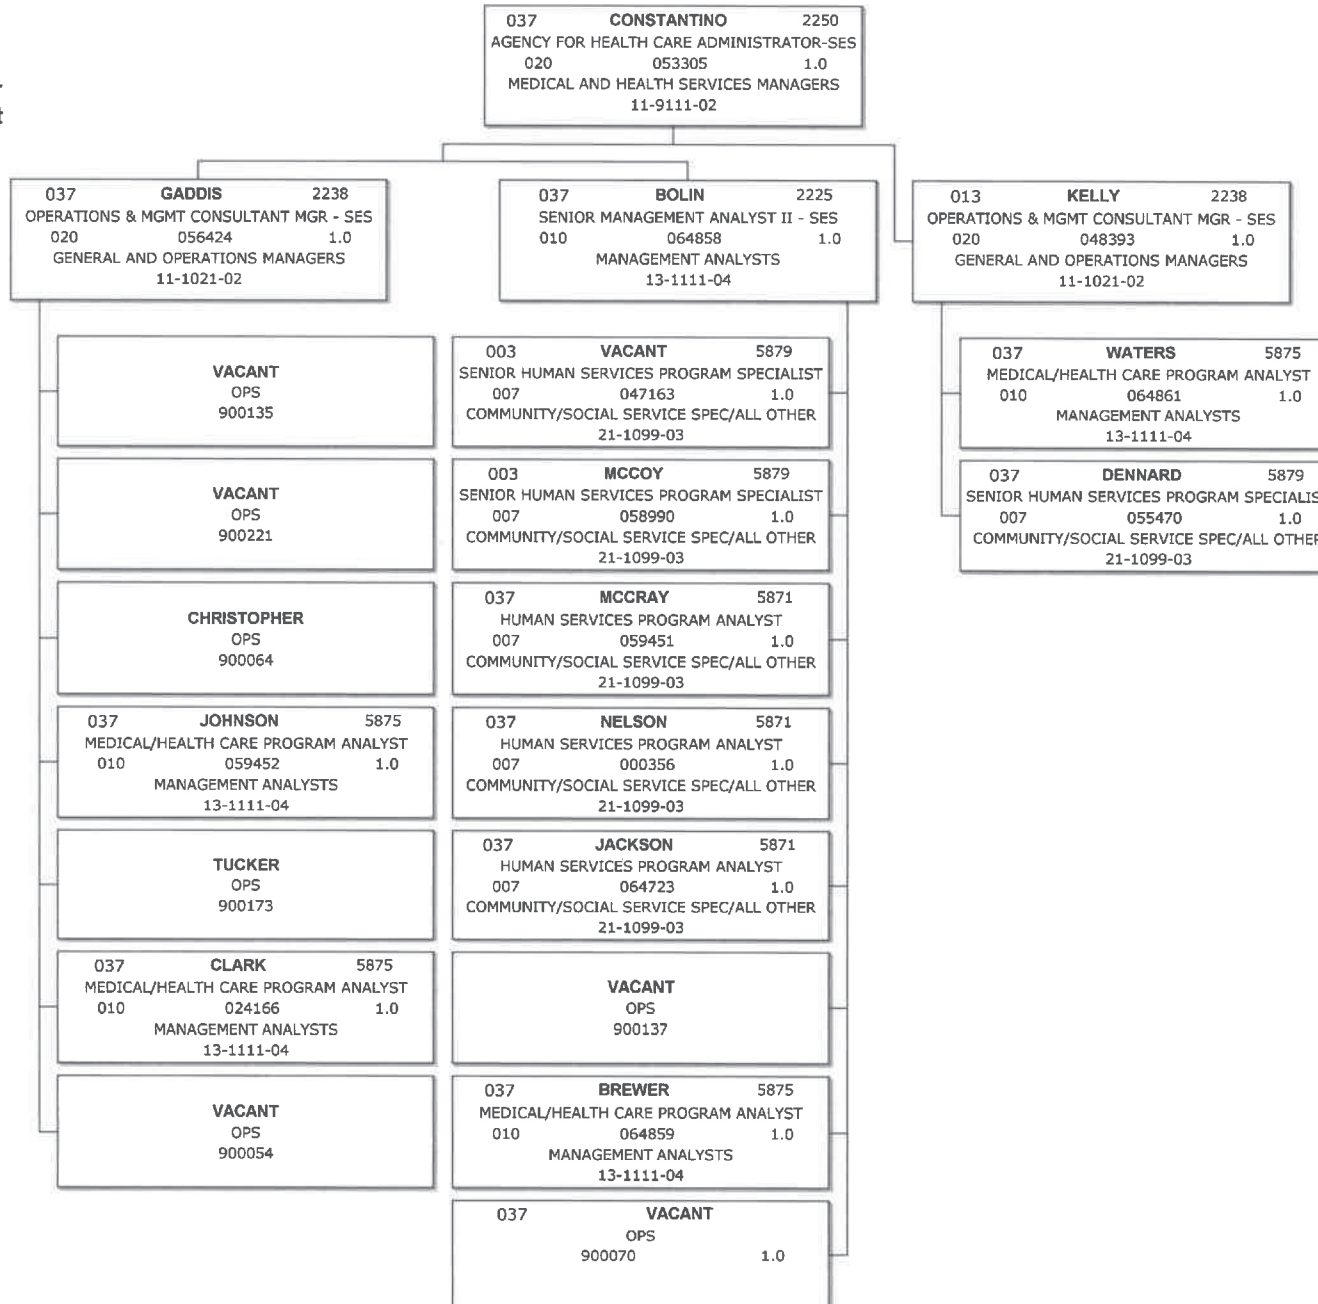 037 CONSTANTINO 2250
AGENCY FOR HEALTH CARE ADMINISTRATOR-SES
020 053305 1.0
MEDICAL AND HEALTH SERVICES MANAGERS
11-9111-02
037 GADDIS 2238
OPERATIONS & MGMT CONSULTANT MGR - SES
020 056424 1.0
GENERAL AND OPERATIONS MANAGERS
11-1021-02
037 BOLIN 2225
SENIOR MANAGEMENT ANALYST II - SES
010 064858 1.0
MANAGEMENT ANALYSTS
13-1111-04
013 KELLY 2238
OPERATIONS & MGMT CONSULTANT MGR - SES
020 048393 1.0
GENERAL AND OPERATIONS MANAGERS
11-1021-02
VACANT
OPS
900135
VACANT
OPS
900221
CHRISTOPHER
OPS
900064
037 JOHNSON 5875
MEDICAL/HEALTH CARE PROGRAM ANALYST
010 059452 1.0
MANAGEMENT ANALYSTS
13-1111-04
TUCKER
OPS
900173
037 CLARK 5875
MEDICAL/HEALTH CARE PROGRAM ANALYST
010 024166 1.0
MANAGEMENT ANALYSTS
13-1111-04
VACANT
OPS
900054
003 VACANT 5879
SENIOR HUMAN SERVICES PROGRAM SPECIALIST
007 047163 1.0
COMMUNITY/SOCIAL SERVICE SPEC/ALL OTHER
21-1099-03
003 MCCOY 5879
SENIOR HUMAN SERVICES PROGRAM SPECIALIST
007 058990 1.0
COMMUNITY/SOCIAL SERVICE SPEC/ALL OTHER
21-1099-03
037 MCCRAY 5871
HUMAN SERVICES PROGRAM ANALYST
007 059451 1.0
COMMUNITY/SOCIAL SERVICE SPEC/ALL OTHER
21-1099-03
037 NELSON 5871
HUMAN SERVICES PROGRAM ANALYST
007 000356 1.0
COMMUNITY/SOCIAL SERVICE SPEC/ALL OTHER
21-1099-03
037 JACKSON 5871
HUMAN SERVICES PROGRAM ANALYST
007 064723 1.0
COMMUNITY/SOCIAL SERVICE SPEC/ALL OTHER
21-1099-03
VACANT
OPS
900137
037 BREWER 5875
MEDICAL/HEALTH CARE PROGRAM ANALYST
010 064859 1.0
MANAGEMENT ANALYSTS
13-1111-04
037 VACANT
OPS
900070 1.0
037 WATERS 5875
MEDICAL/HEALTH CARE PROGRAM ANALYST
010 064861 1.0
MANAGEMENT ANALYSTS
13-1111-04
037 DENNARD 5879
SENIOR HUMAN SERVICES PROGRAM SPECIALIS
007 055470 1.0
COMMUNITY/SOCIAL SERVICE SPEC/ALL OTHER
21-1099-03